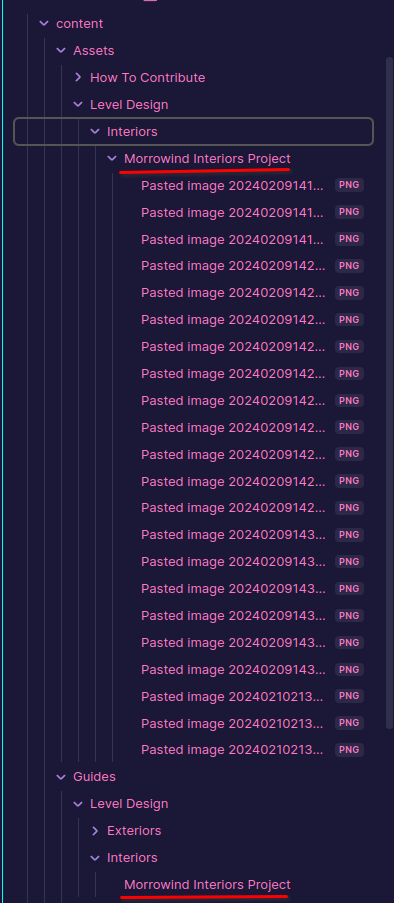 content
Assets
How To Contribute
Level Design
Interiors
Morrowind Interiors Project
Pasted image 20240209141... PNG
Pasted image 20240209141... PNG
Pasted image 20240209141... PNG
Pasted image 20240209142... PNG
Pasted image 20240209142... PNG
Pasted image 20240209142... PNG
Pasted image 20240209142... PNG
Pasted image 20240209142... PNG
Pasted image 20240209142... PNG
Pasted image 20240209142... PNG
Pasted image 20240209142... PNG
Pasted image 20240209142... PNG
Pasted image 20240209142... PNG
Pasted image 20240209143... PNG
Pasted image 20240209143... PNG
Pasted image 20240209143... PNG
Pasted image 20240209143... PNG
Pasted image 20240209143... PNG
Pasted image 20240209143... PNG
Pasted image 20240210213... PNG
Pasted image 20240210213... PNG
Pasted image 20240210213... PNG
Guides
Level Design
Exteriors
Interiors
Morrowind Interiors Project